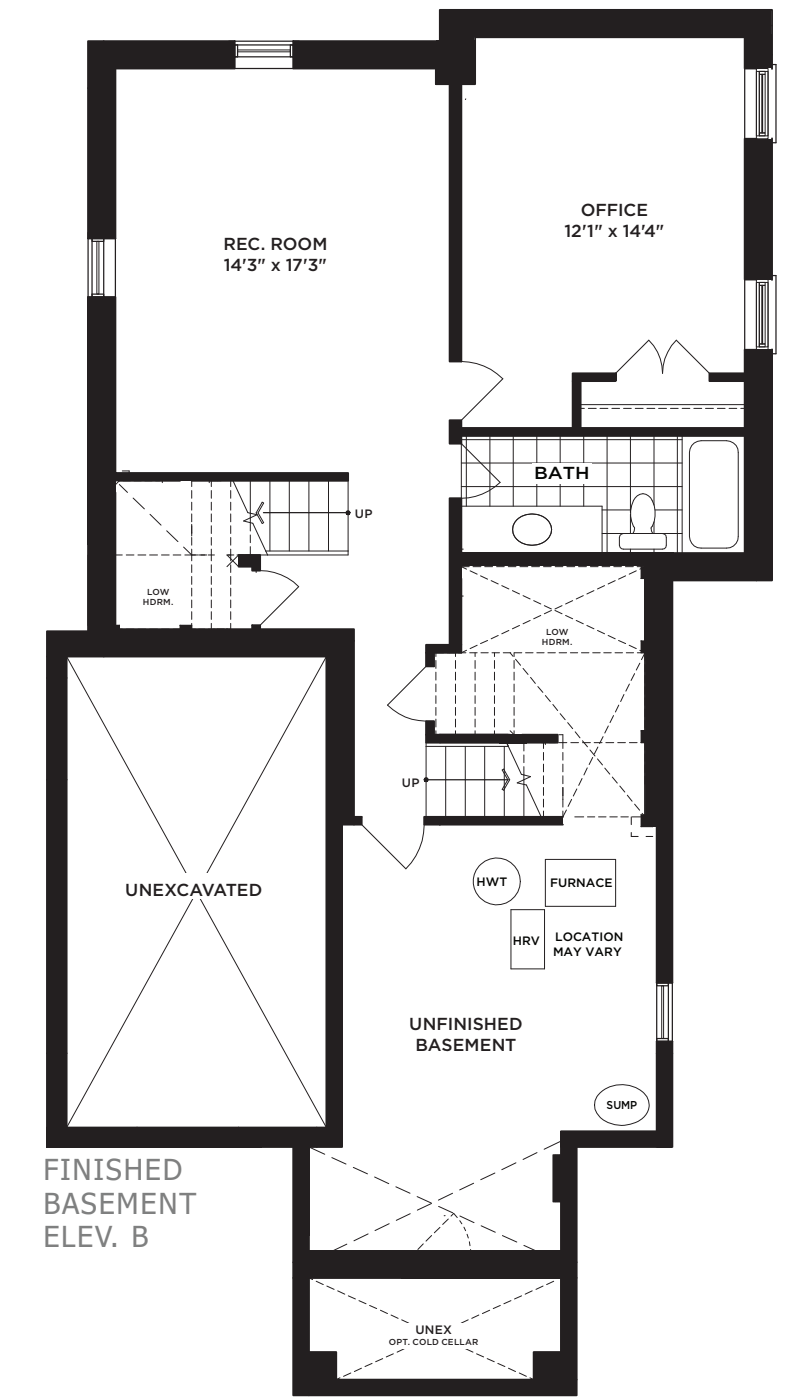 OFFICE
12'1" x 14'4"
REC. ROOM
14'3" x 17'3"
BATH
UP
LOW
HDRM.
LOW
HDRM.
UP
UNEXCAVATED
HWT
FURNACE
HRV
LOCATION
MAY VARY
UNFINISHED
BASEMENT
SUMP
FINISHED
BASEMENT
ELEV. B
UNEX
OPT. COLD CELLAR